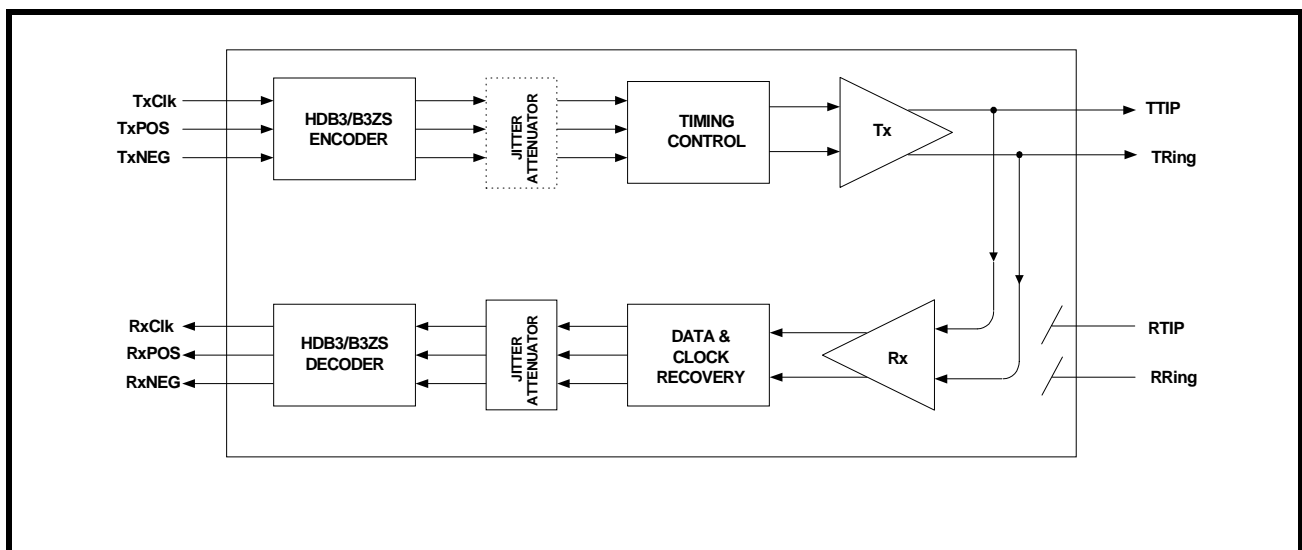 TxClk
TxPOS
TxNEG
HDB3/B3ZS
ENCODER
JITTER
ATTENUATOR
TIMING
CONTROL
Tx
TTIP
TRing
RxClk
RxPOS
RxNEG
HDB3/B3ZS
DECODER
JITTER
ATTENUATOR
DATA &
CLOCK
RECOVERY
Rx
RTIP
RRing